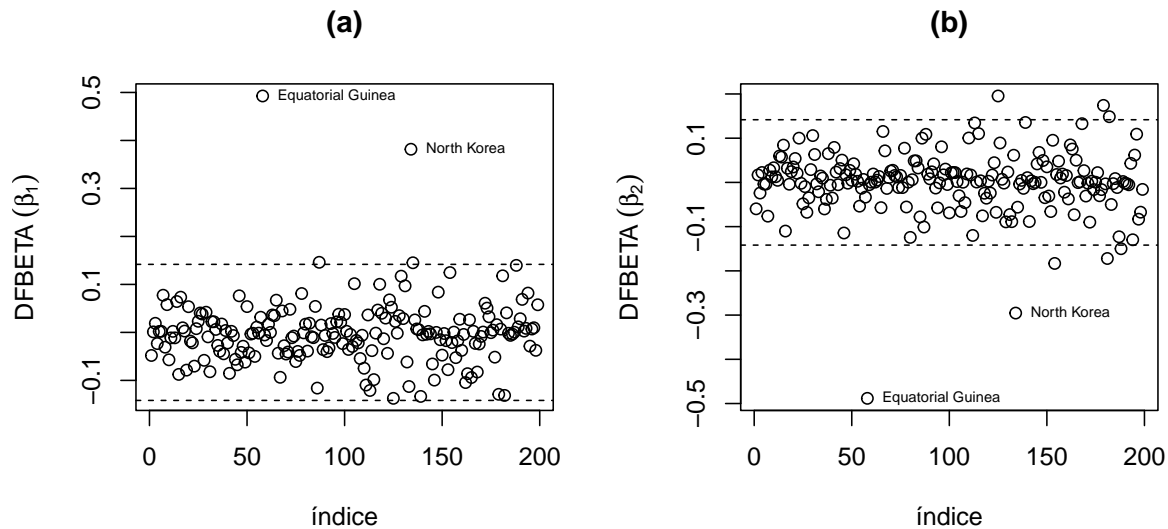 (a)
DFBETA (β₁)
0.5
0.3
0.1
−0.1
Equatorial Guinea
North Korea
0 50 100 150 200
índice
(b)
DFBETA (β₂)
0.1
−0.1
−0.3
−0.5
North Korea
Equatorial Guinea
0 50 100 150 200
índice